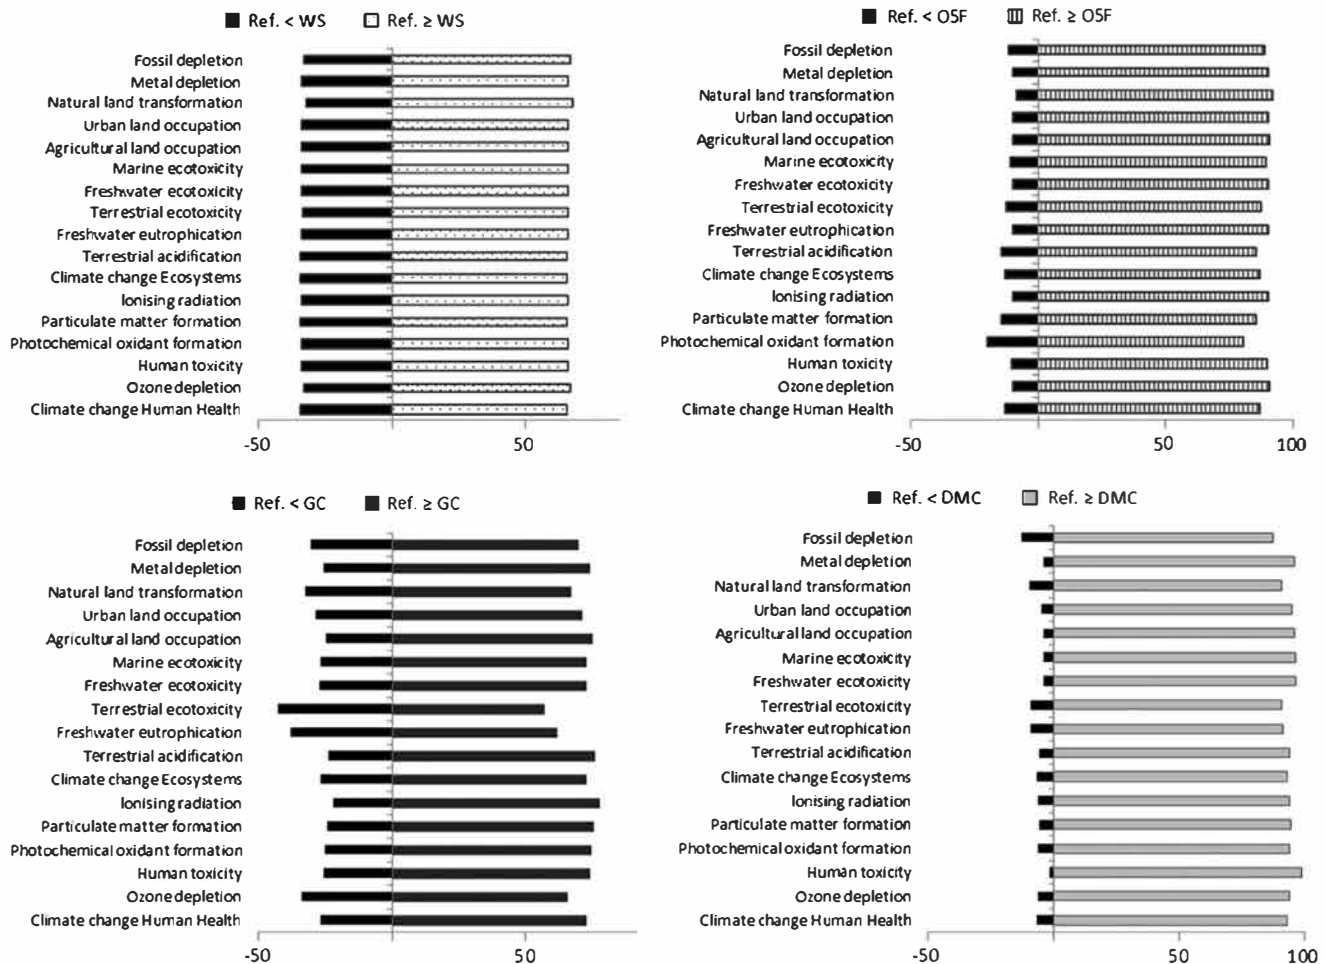 Ref. < WS Ref. ≥ WS
Fossil depletion
Metal depletion
Natural land transformation
Urban land occupation
Agricultural land occupation
Marine ecotoxicity
Freshwater ecotoxicity
Terrestrial ecotoxicity
Freshwater eutrophication
Terrestrial acidification
Climate change Ecosystems
Ionising radiation
Particulate matter formation
Photochemical oxidant formation
Human toxicity
Ozone depletion
Climate change Human Health
-50 50
Ref. < O5F Ref. ≥ O5F
Fossil depletion
Metal depletion
Natural land transformation
Urban land occupation
Agricultural land occupation
Marine ecotoxicity
Freshwater ecotoxicity
Terrestrial ecotoxicity
Freshwater eutrophication
Terrestrial acidification
Climate change Ecosystems
Ionising radiation
Particulate matter formation
Photochemical oxidant formation
Human toxicity
Ozone depletion
Climate change Human Health
-50 50 100
Ref. < GC Ref. ≥ GC
Fossil depletion
Metal depletion
Natural land transformation
Urban land occupation
Agricultural land occupation
Marine ecotoxicity
Freshwater ecotoxicity
Terrestrial ecotoxicity
Freshwater eutrophication
Terrestrial acidification
Climate change Ecosystems
Ionising radiation
Particulate matter formation
Photochemical oxidant formation
Human toxicity
Ozone depletion
Climate change Human Health
-50 50
Ref. < DMC Ref. ≥ DMC
Fossil depletion
Metal depletion
Natural land transformation
Urban land occupation
Agricultural land occupation
Marine ecotoxicity
Freshwater ecotoxicity
Terrestrial ecotoxicity
Freshwater eutrophication
Terrestrial acidification
Climate change Ecosystems
Ionising radiation
Particulate matter formation
Photochemical oxidant formation
Human toxicity
Ozone depletion
Climate change Human Health
-50 50 100